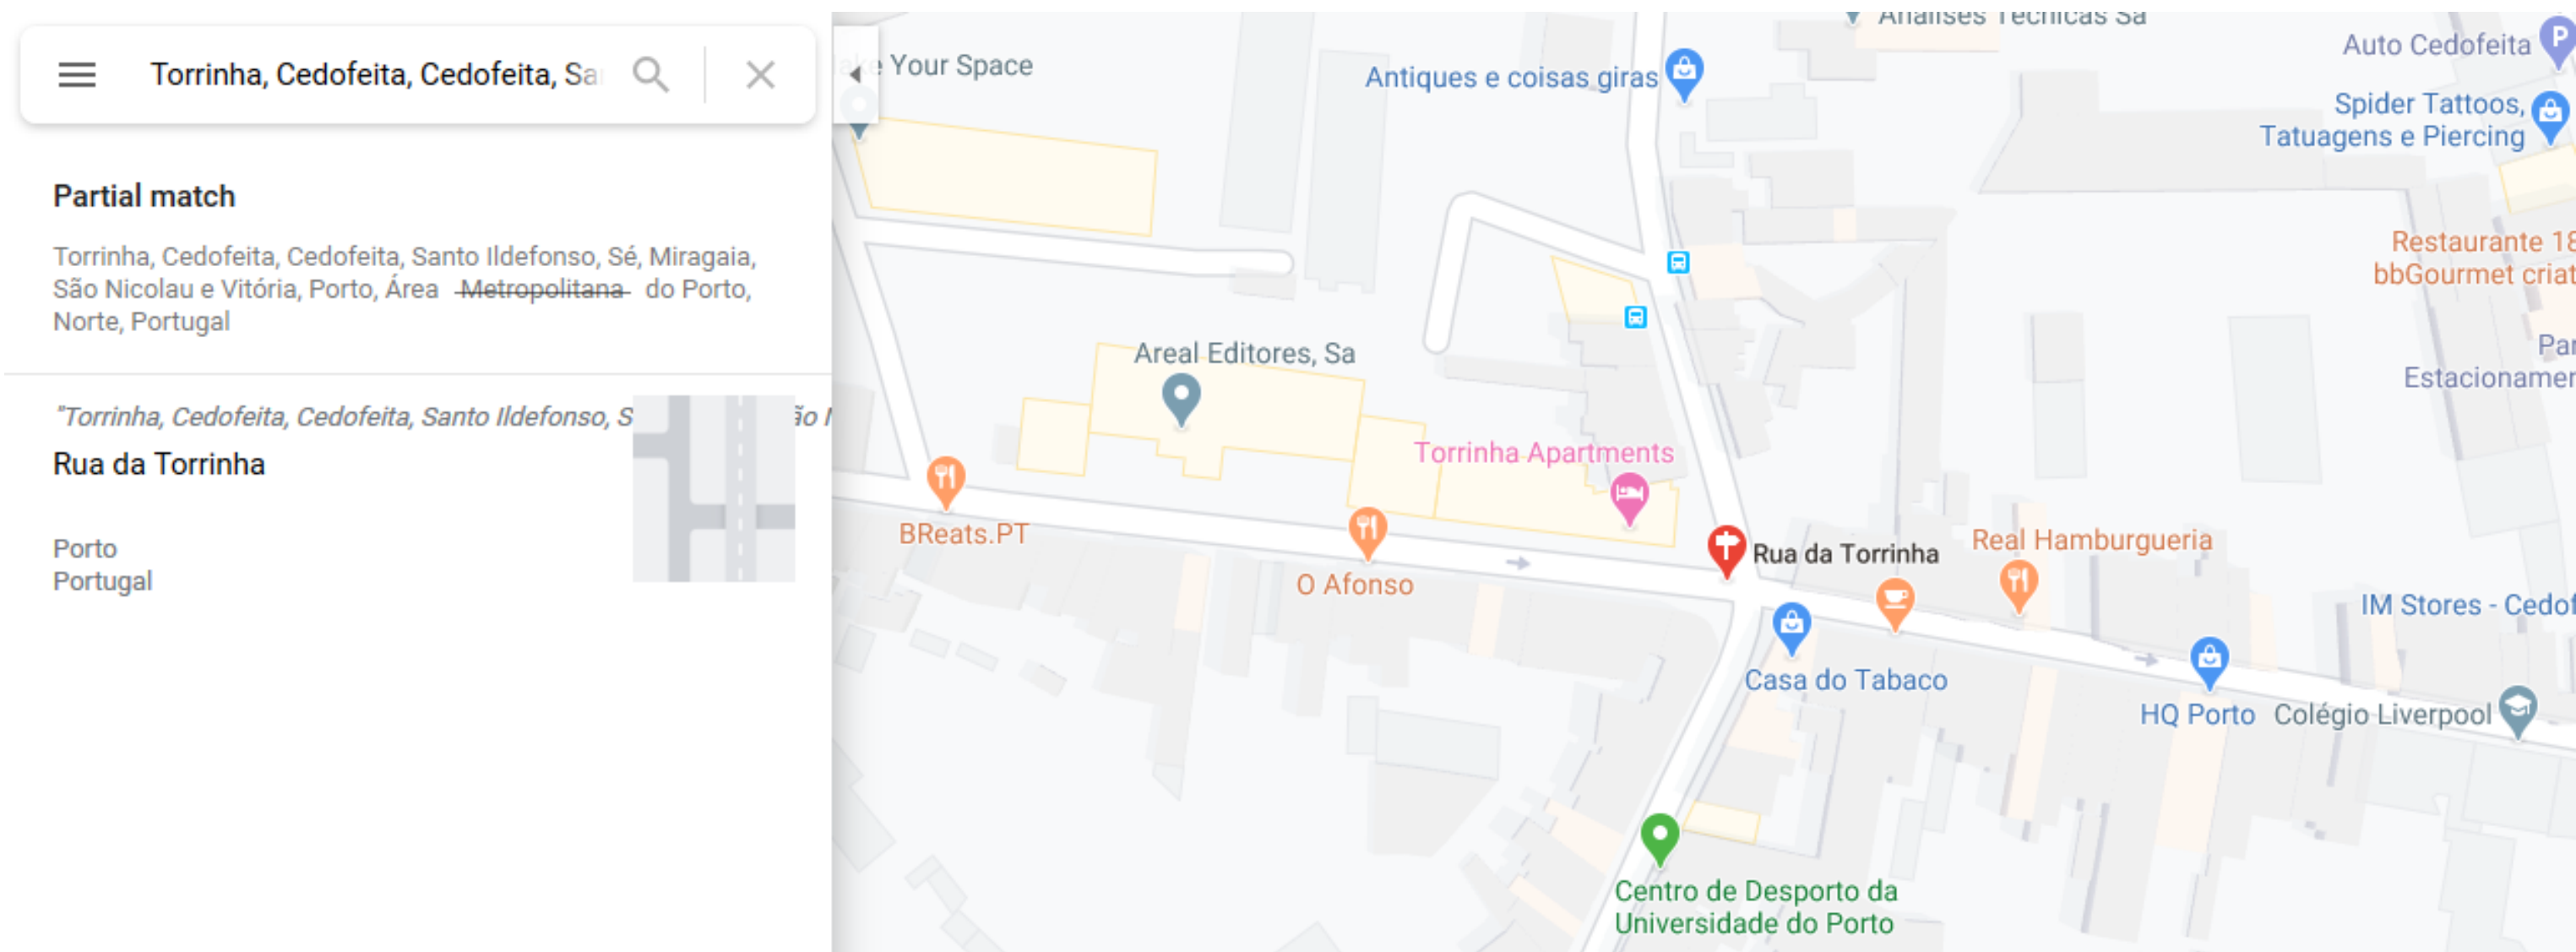 Torrinha, Cedofeita, Cedofeita, Sa
Partial match
Torrinha, Cedofeita, Cedofeita, Santo Ildefonso, Sé, Miragaia,
São Nicolau e Vitória, Porto, Área Metropolitana do Porto,
Norte, Portugal
"Torrinha, Cedofeita, Cedofeita, Santo Ildefonso, S
Rua da Torrinha
Porto
Portugal
Your Space
Análises Técnicas Sa
Antiques e coisas giras
Auto Cedofeita
P
Spider Tattoos,
Tatuagens e Piercing
Restaurante 18
bbGourmet criat
Areal Editores, Sa
Par
Estacionamen
Torrinha Apartments
BReats.PT
O Afonso
Rua da Torrinha
Real Hamburgueria
IM Stores - Cedof
Casa do Tabaco
HQ Porto
Colégio Liverpool
Centro de Desporto da
Universidade do Porto